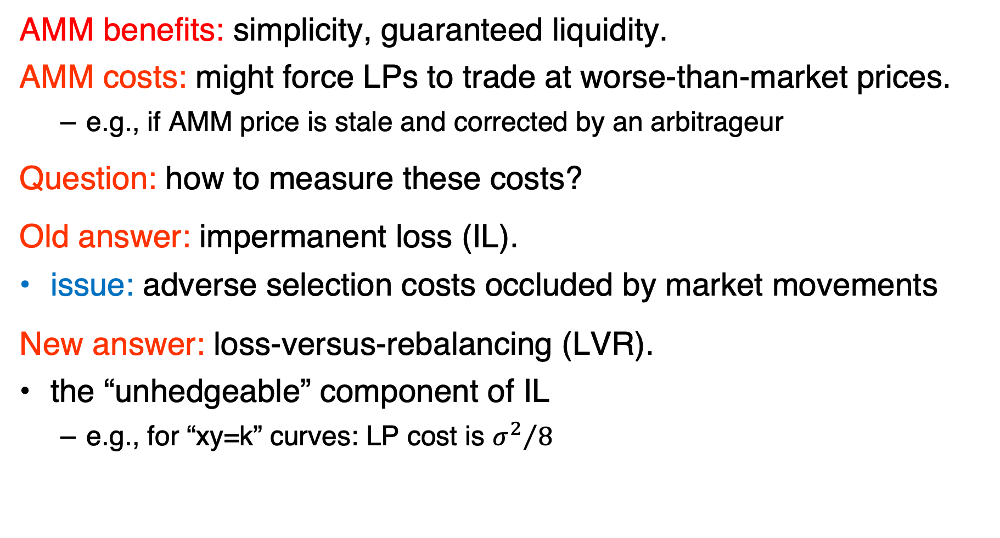 AMM benefits: simplicity, guaranteed liquidity.
AMM costs: might force LPs to trade at worse-than-market prices.
– e.g., if AMM price is stale and corrected by an arbitrageur
Question: how to measure these costs?
Old answer: impermanent loss (IL).
• issue: adverse selection costs occluded by market movements
New answer: loss-versus-rebalancing (LVR).
• the “unhedgeable” component of IL
– e.g., for “xy=k” curves: LP cost is 𝜎²/8